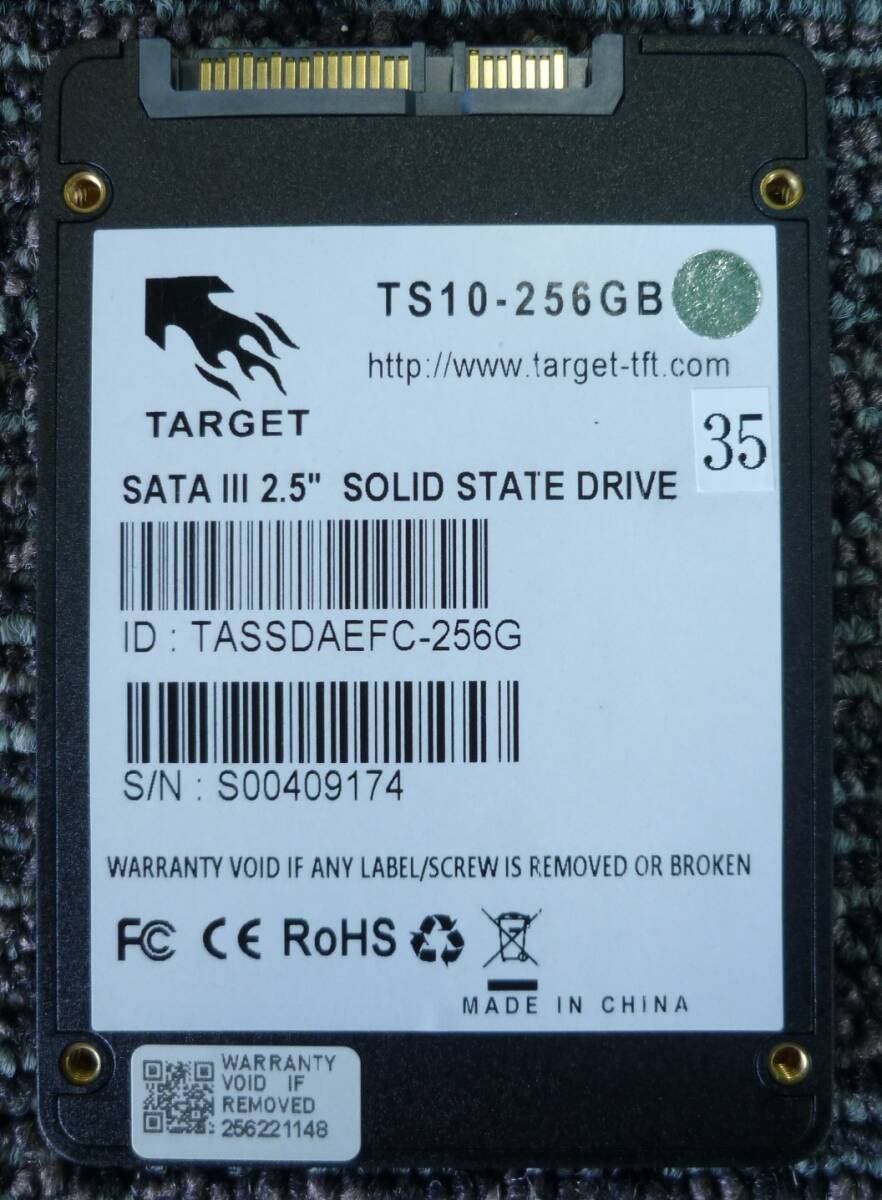 TS10-256GB
http://www.target-tft.com
TARGET
35
SATA III 2.5" SOLID STATE DRIVE
ID : TASSDAEFC-256G
S/N : S00409174
WARRANTY VOID IF ANY LABEL/SCREW IS REMOVED OR BROKEN
FC CE RoHS
MADE IN CHINA
WARRANTY
VOID IF
REMOVED
256221148